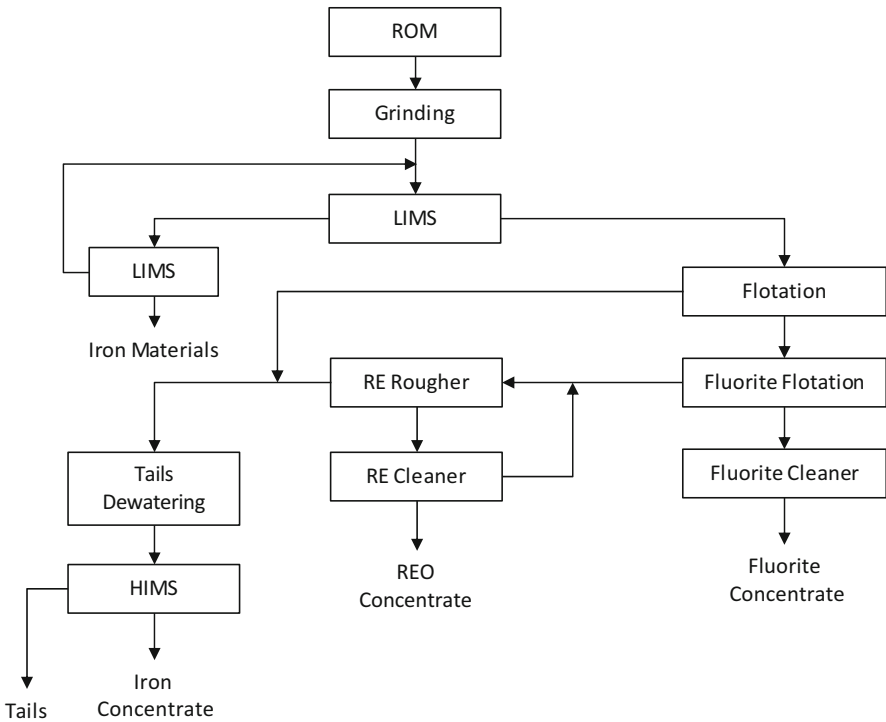 ROM
Grinding
LIMS
LIMS
Flotation
Iron Materials
RE Rougher
Fluorite Flotation
Tails
Dewatering
RE Cleaner
Fluorite Cleaner
HIMS
REO
Concentrate
Fluorite
Concentrate
Tails
Iron
Concentrate